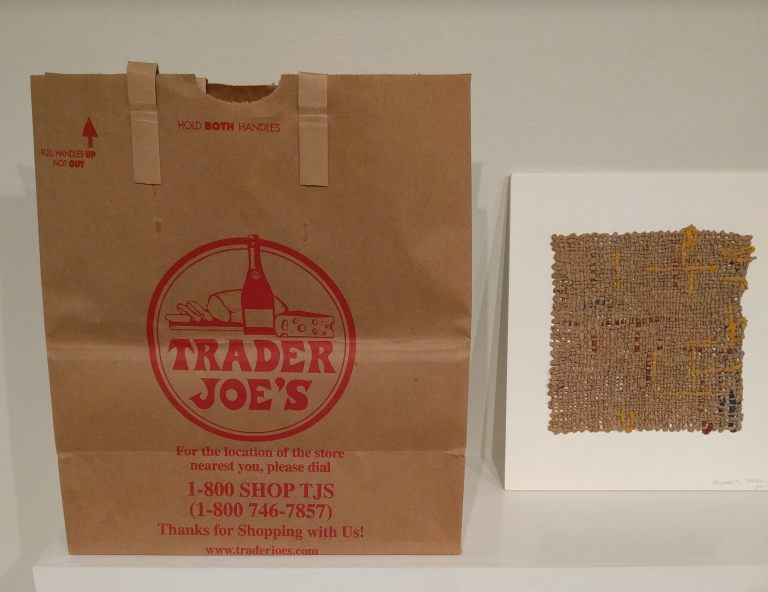 HOLD BOTH HANDLES
PULL HANDLES UP
NOT OUT
TRADER
JOE'S
For the location of the store
nearest you, please dial
1-800 SHOP TJS
(1-800 746-7857)
Thanks for Shopping with Us!
www.traderjoes.com